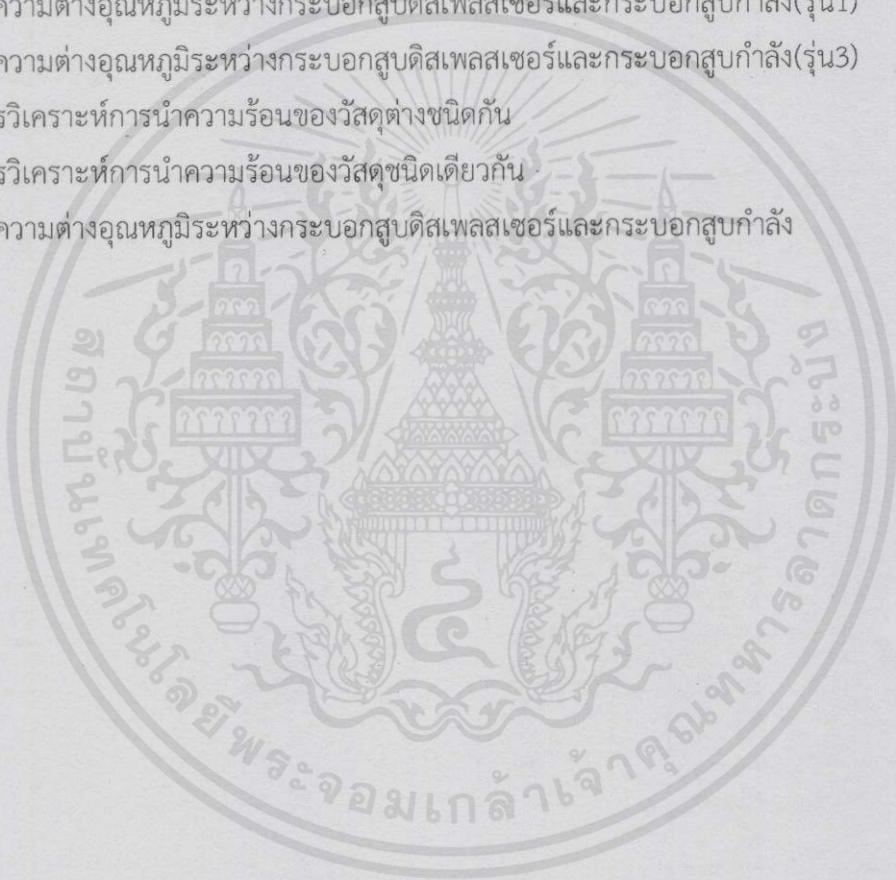 ความต่างอุณหภูมิระหว่างกระบอกสูบดิสเพลสเซอร์และกระบอกสูบกำลัง(รุ่น1)
ความต่างอุณหภูมิระหว่างกระบอกสูบดิสเพลสเซอร์และกระบอกสูบกำลัง(รุ่น3)
รวิเคราะห์การนำความร้อนของวัสดุต่างชนิดกัน
รวิเคราะห์การนำความร้อนของวัสดุชนิดเดียวกัน
ความต่างอุณหภูมิระหว่างกระบอกสูบดิสเพลสเซอร์และกระบอกสูบกำลัง
สถาบันเทคโนโลยีพระจอมเกล้าเจ้าคุณทหารลาดกระบัง
๔